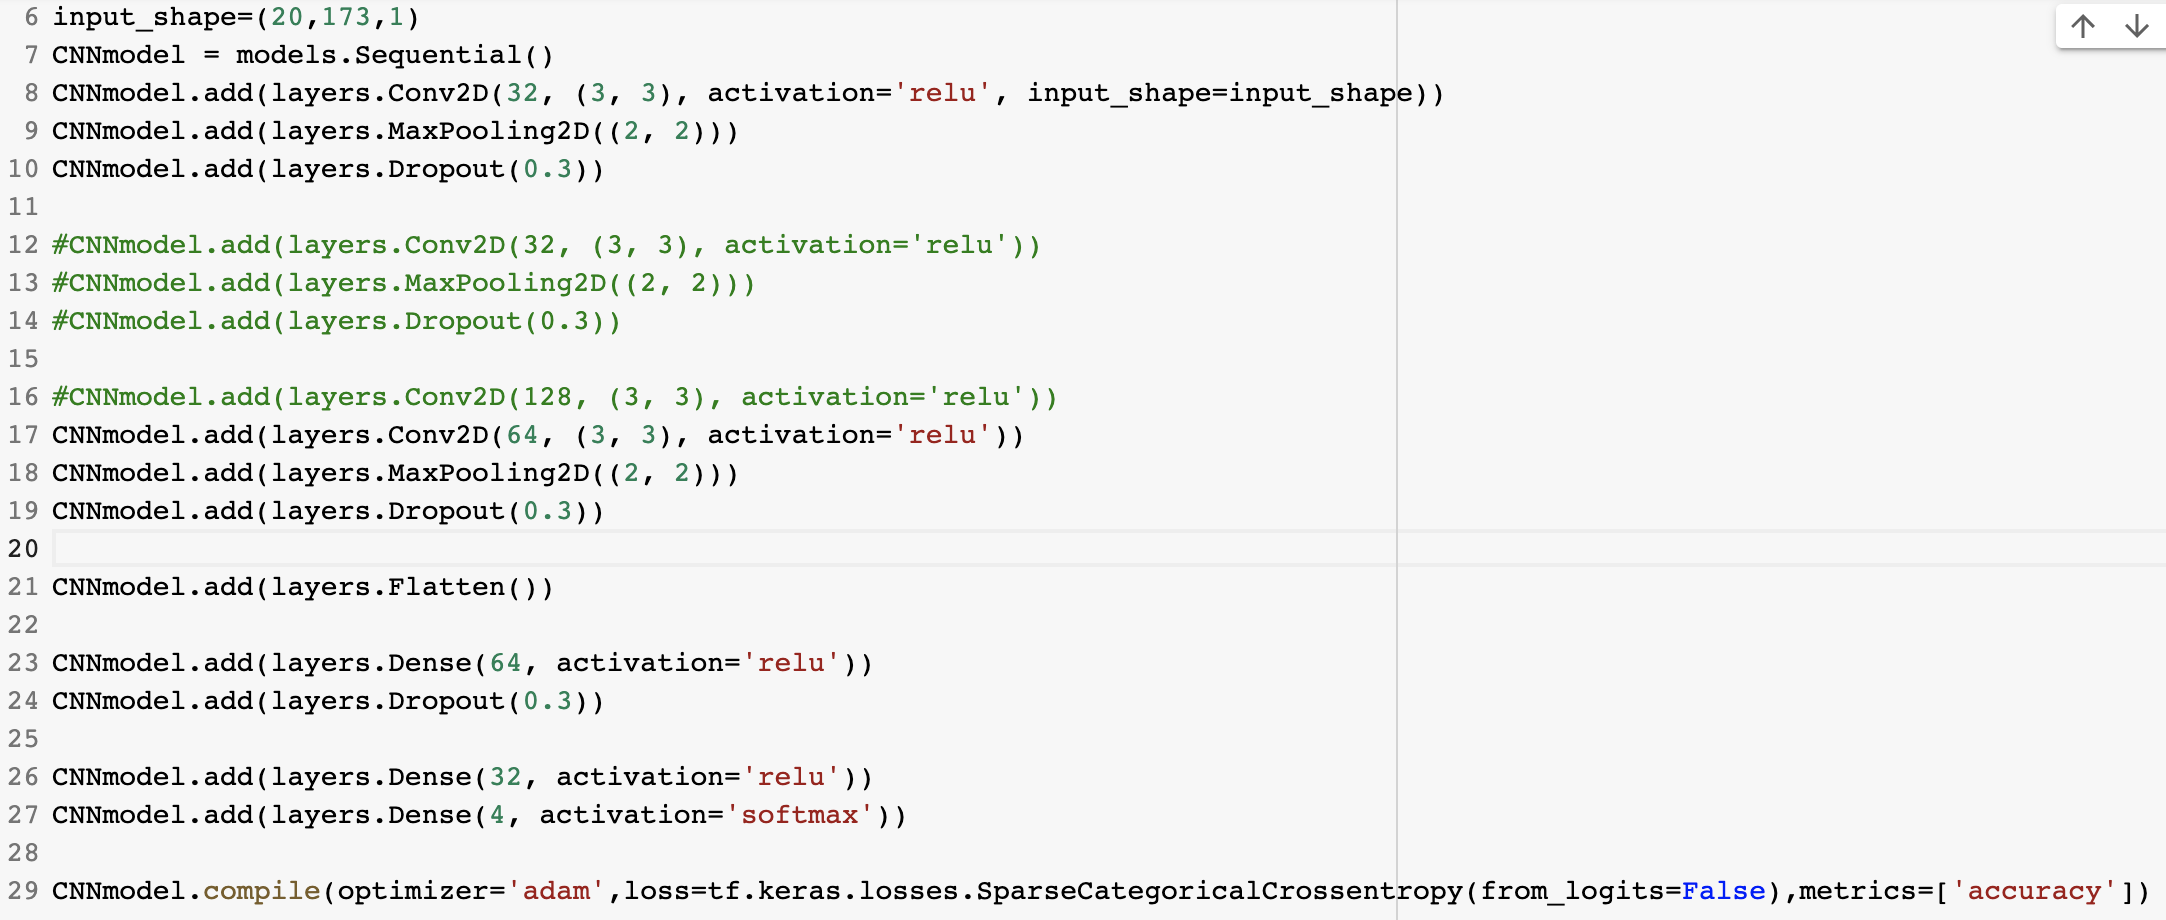 6 input_shape=(20,173,1)
7 CNNmodel = models.Sequential()
8 CNNmodel.add(layers.Conv2D(32, (3, 3), activation='relu', input_shape=input_shape))
9 CNNmodel.add(layers.MaxPooling2D((2, 2)))
10 CNNmodel.add(layers.Dropout(0.3))
11
12 #CNNmodel.add(layers.Conv2D(32, (3, 3), activation='relu'))
13 #CNNmodel.add(layers.MaxPooling2D((2, 2)))
14 #CNNmodel.add(layers.Dropout(0.3))
15
16 #CNNmodel.add(layers.Conv2D(128, (3, 3), activation='relu'))
17 CNNmodel.add(layers.Conv2D(64, (3, 3), activation='relu'))
18 CNNmodel.add(layers.MaxPooling2D((2, 2)))
19 CNNmodel.add(layers.Dropout(0.3))
20
21 CNNmodel.add(layers.Flatten())
22
23 CNNmodel.add(layers.Dense(64, activation='relu'))
24 CNNmodel.add(layers.Dropout(0.3))
25
26 CNNmodel.add(layers.Dense(32, activation='relu'))
27 CNNmodel.add(layers.Dense(4, activation='softmax'))
28
29 CNNmodel.compile(optimizer='adam',loss=tf.keras.losses.SparseCategoricalCrossentropy(from_logits=False),metrics=['accuracy'])